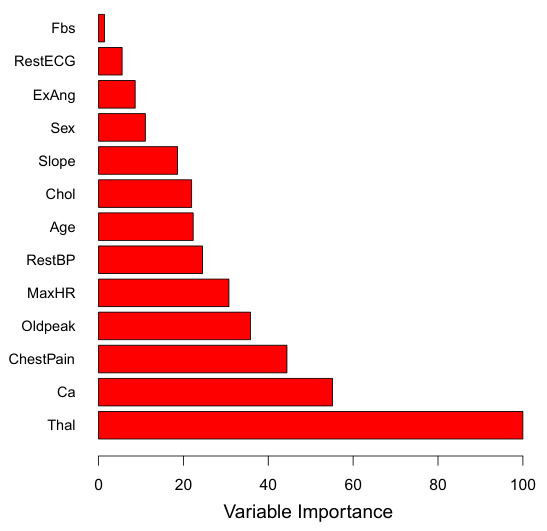 Fbs
RestECG
ExAng
Sex
Slope
Chol
Age
RestBP
MaxHR
Oldpeak
ChestPain
Ca
Thal
0 20 40 60 80 100
Variable Importance